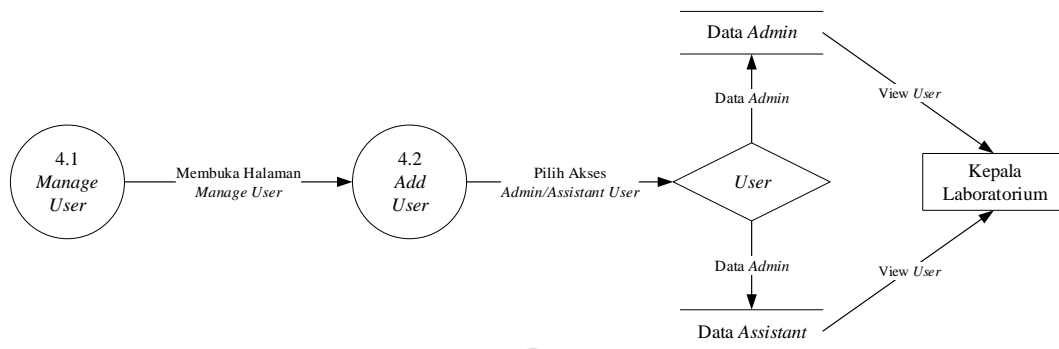 4.1
Manage
User
Membuka Halaman
Manage User
4.2
Add
User
Pilih Akses
Admin/Assistant User
User
Data Admin
Data Admin
Data Admin
Data Assistant
View User
View User
Kepala
Laboratorium